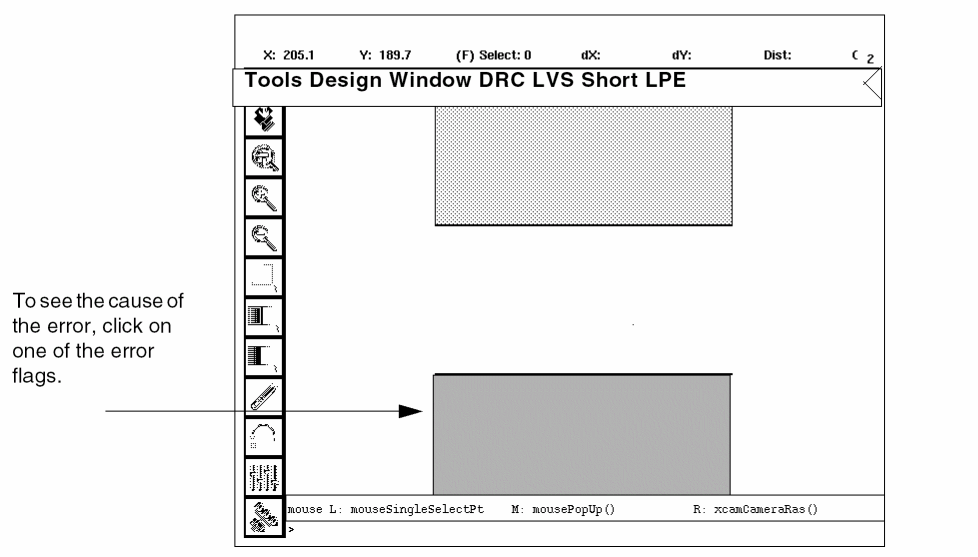 X: 205.1 Y: 189.7 (F) Select: 0 dX: dY: Dist: C 2
Tools Design Window DRC LVS Short LPE
To see the cause of
the error, click on
one of the error
flags.
mouse L: mouseSingleSelectPt M: mousePopUp() R: xcamCameraRas()
>